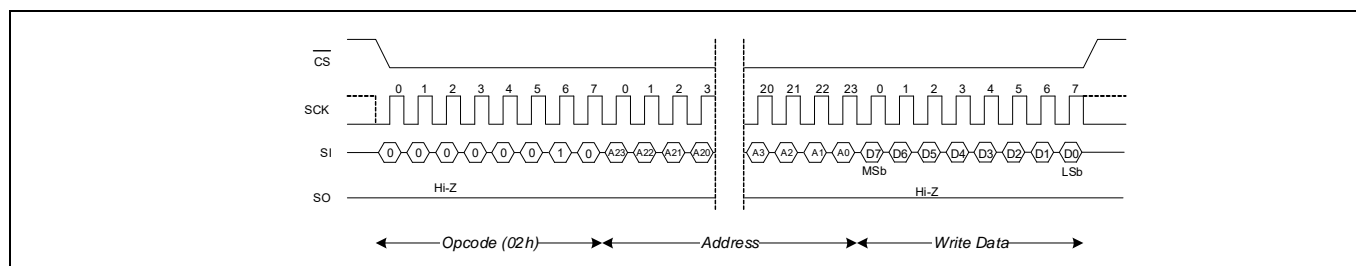 CS
0 1 2 3 4 5 6 7 0 1 2 3 20 21 22 23 0 1 2 3 4 5 6 7
SCK
SI 0 0 0 0 0 0 1 0 A23 A22 A21 A20 A3 A2 A1 A0 D7 D6 D5 D4 D3 D2 D1 D0
MSb LSb
Hi-Z Hi-Z
SO
Opcode (02h) Address Write Data